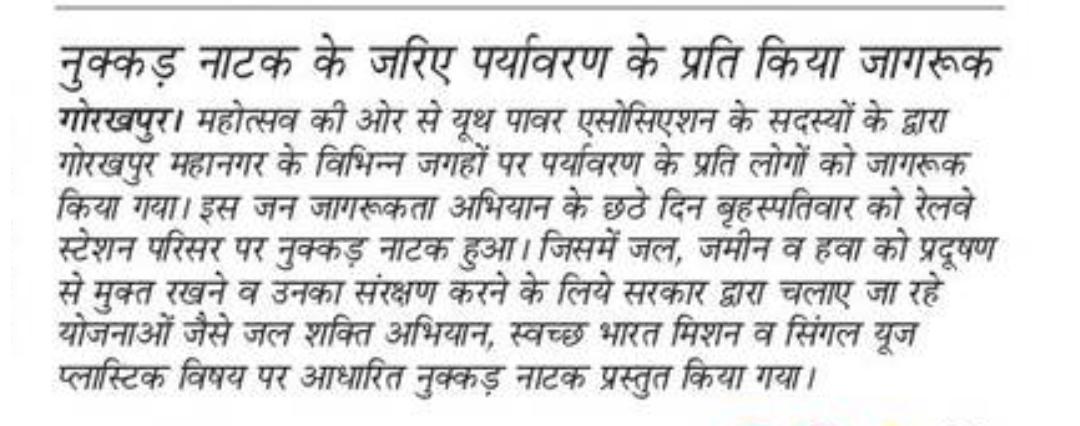 नुक्कड़ नाटक के जरिए पर्यावरण के प्रति किया जागरूक
गोरखपुर। महोत्सव की ओर से यूथ पावर एसोसिएशन के सदस्यों के द्वारा
गोरखपुर महानगर के विभिन्न जगहों पर पर्यावरण के प्रति लोगों को जागरूक
किया गया। इस जन जागरूकता अभियान के छठे दिन बृहस्पतिवार को रेलवे
स्टेशन परिसर पर नुक्कड़ नाटक हुआ। जिसमें जल, जमीन व हवा को प्रदूषण
से मुक्त रखने व उनका संरक्षण करने के लिये सरकार द्वारा चलाए जा रहे
योजनाओं जैसे जल शक्ति अभियान, स्वच्छ भारत मिशन व सिंगल यूज
प्लास्टिक विषय पर आधारित नुक्कड़ नाटक प्रस्तुत किया गया।